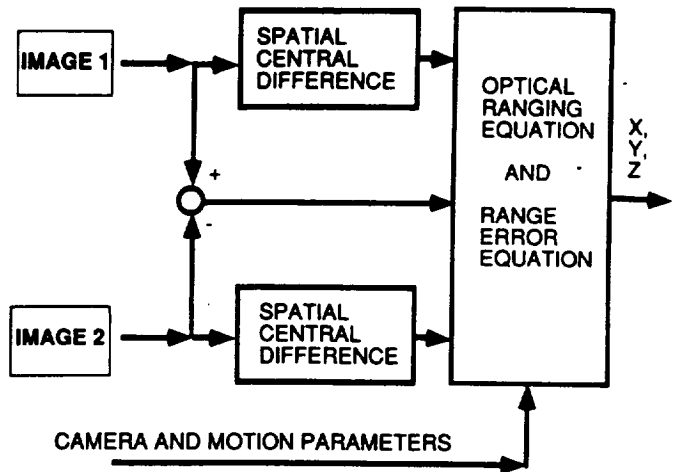 IMAGE 1
SPATIAL
CENTRAL
DIFFERENCE
OPTICAL
RANGING
EQUATION
AND
RANGE
ERROR
EQUATION
X,
Y,
Z
+
-
IMAGE 2
SPATIAL
CENTRAL
DIFFERENCE
CAMERA AND MOTION PARAMETERS